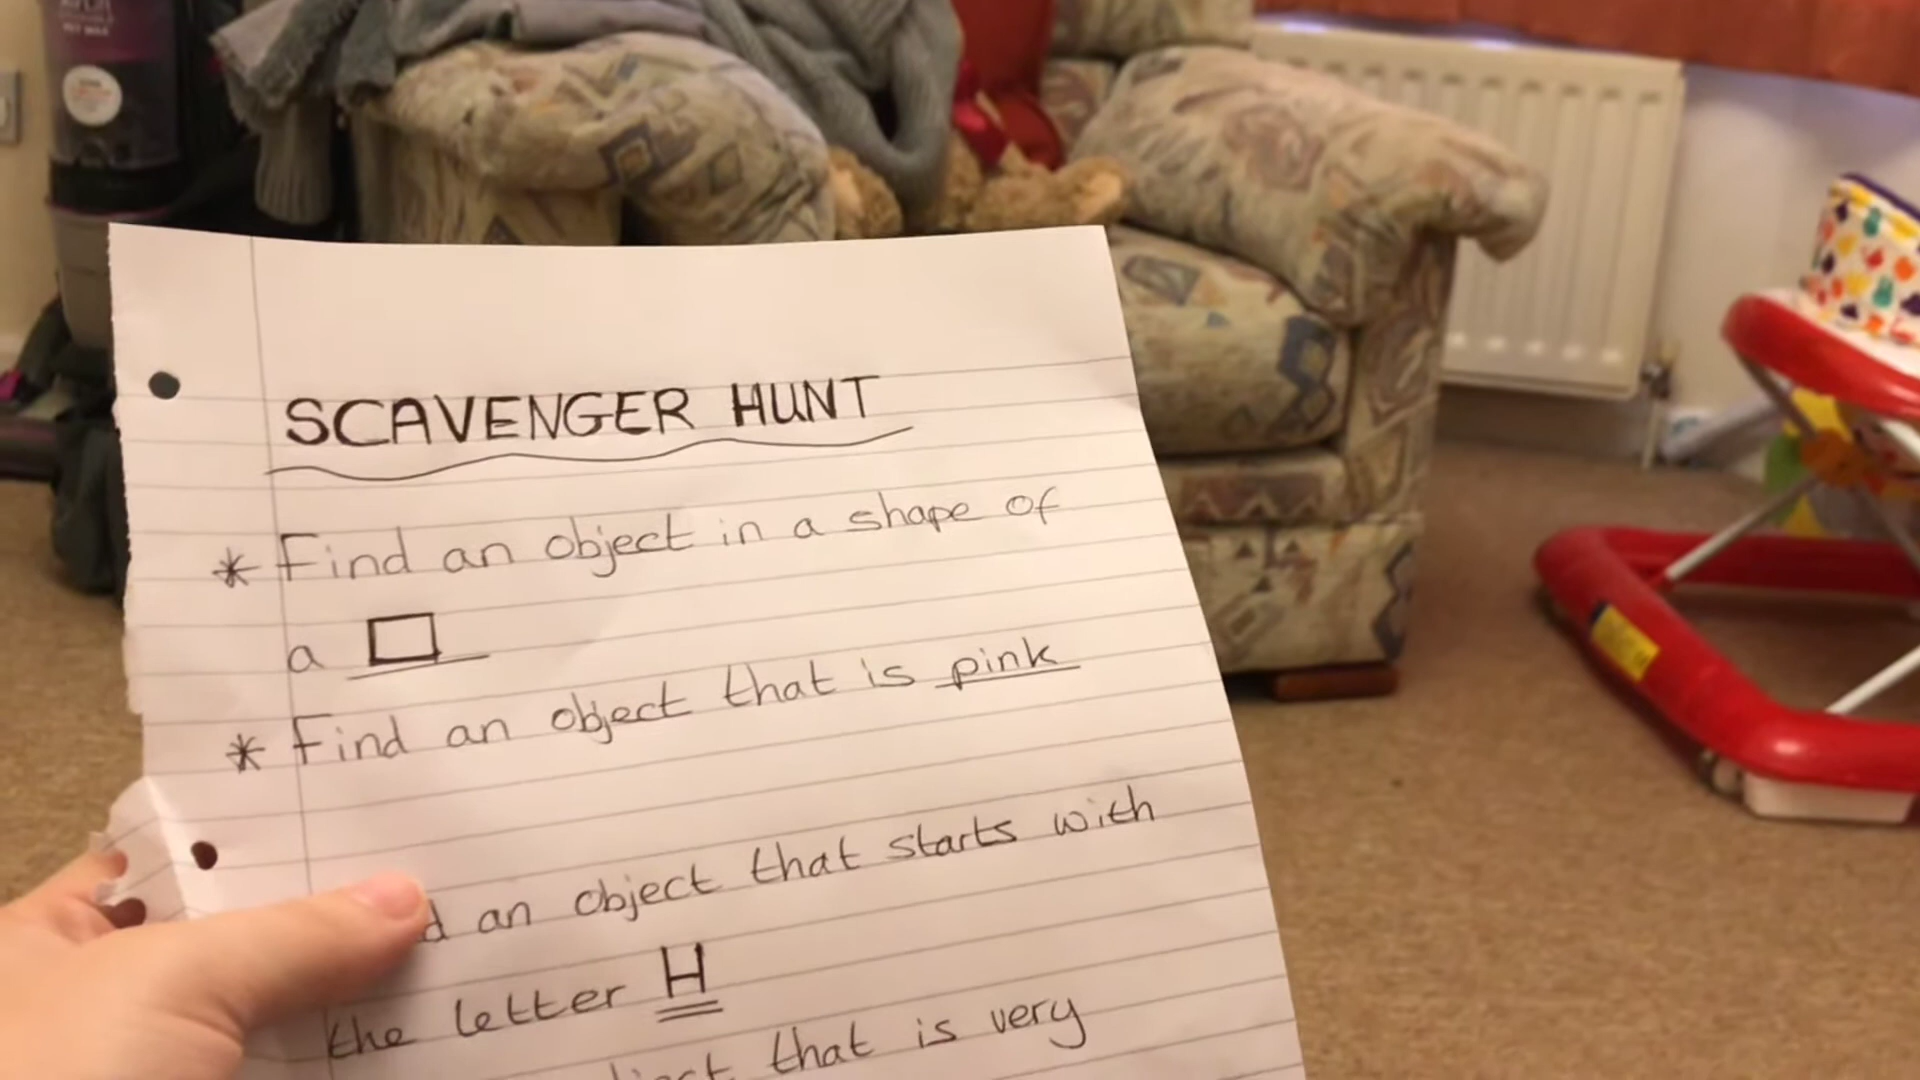 SCAVENGER HUNT
* Find an object in a shape of
a
* Find an object that is pink
an object that starts with
the letter H
that is very